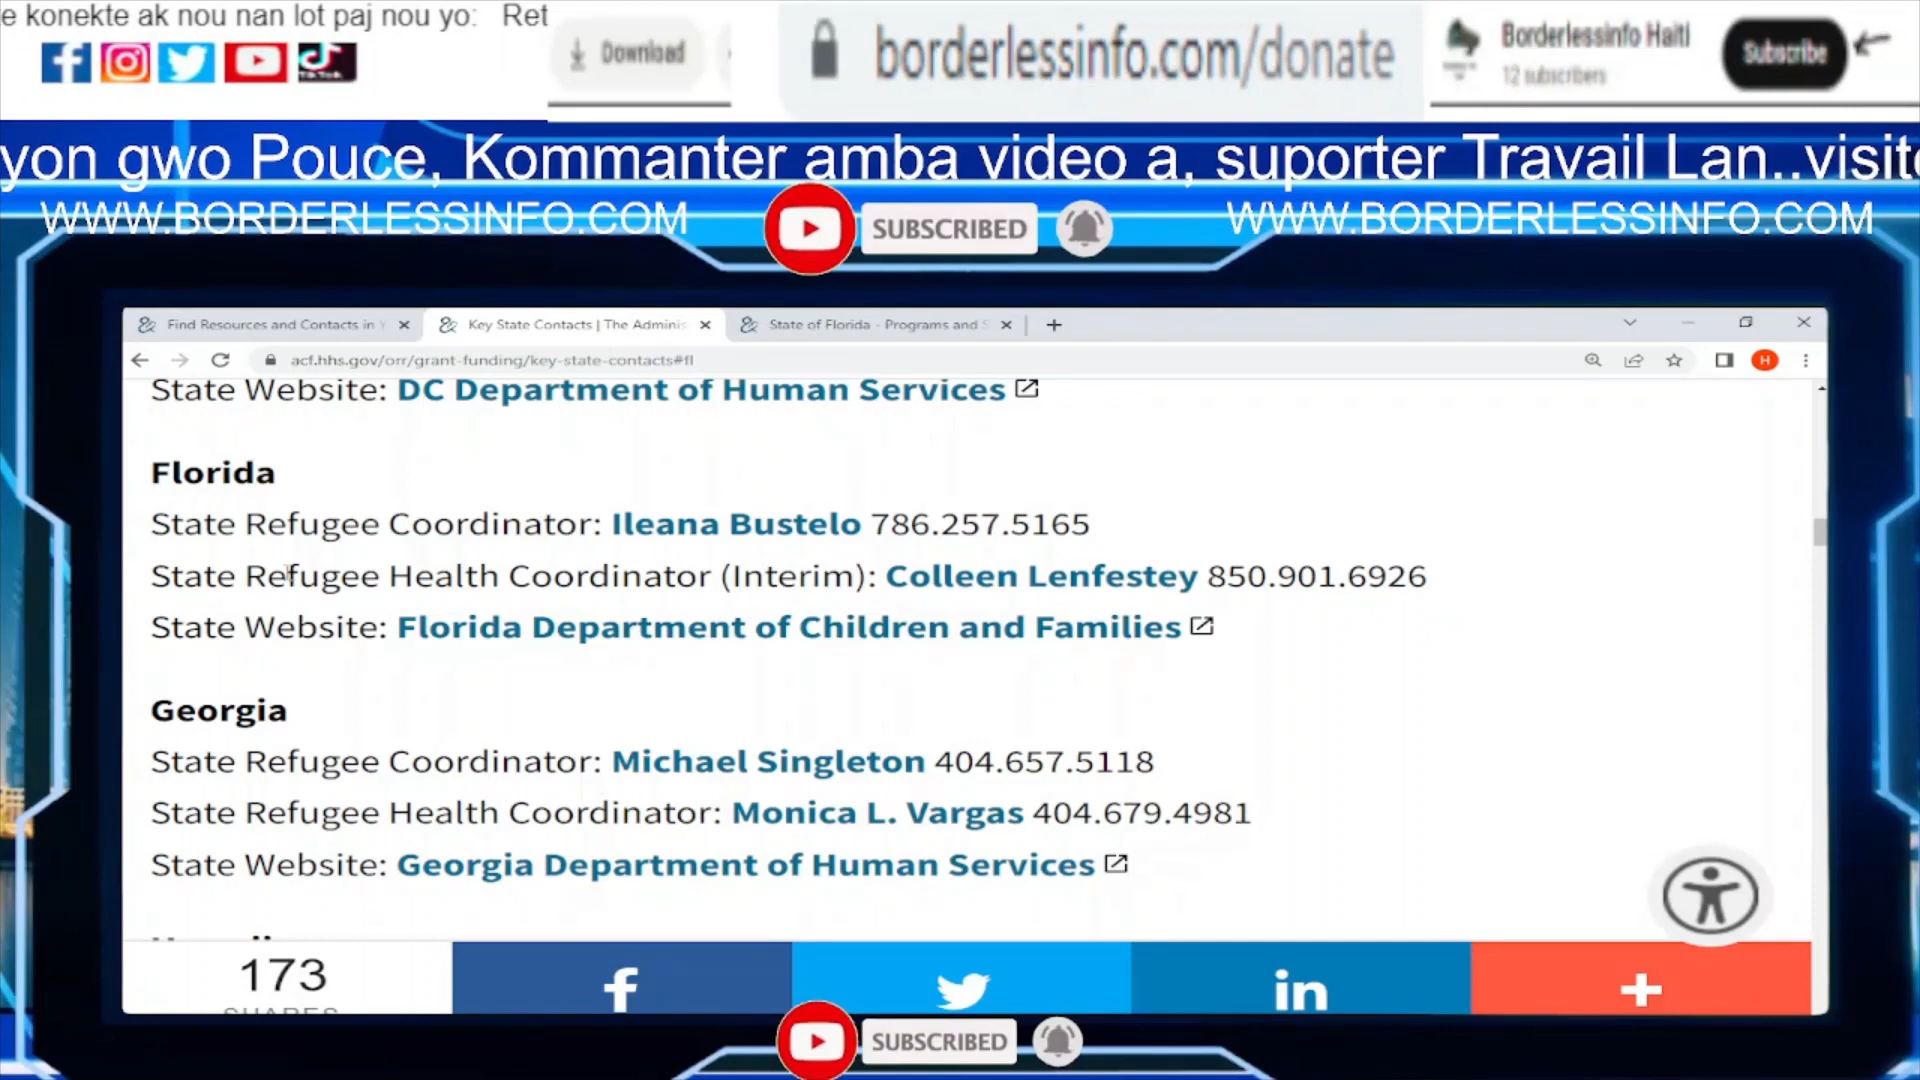 e konekte ak nou nan lot paj nou yo: Ret
Download
borderlessinfo.com/donate
Borderlessinfo Haiti
12 subscribers
Subscribe
yon gwo Pouce, Kommanter amba video a, suporter Travail Lan..visite
WWW.BORDERLESSINFO.COM
SUBSCRIBED
WWW.BORDERLESSINFO.COM
Find Resources and Contacts in
Key State Contacts | The Adminis
State of Florida - Programs and S
acf.hhs.gov/orr/grant-funding/key-state-contacts#fl
H
State Website: DC Department of Human Services
Florida
State Refugee Coordinator: Ileana Bustelo 786.257.5165
State Refugee Health Coordinator (Interim): Colleen Lenfestey 850.901.6926
State Website: Florida Department of Children and Families
Georgia
State Refugee Coordinator: Michael Singleton 404.657.5118
State Refugee Health Coordinator: Monica L. Vargas 404.679.4981
State Website: Georgia Department of Human Services
173
SHARES
SUBSCRIBED